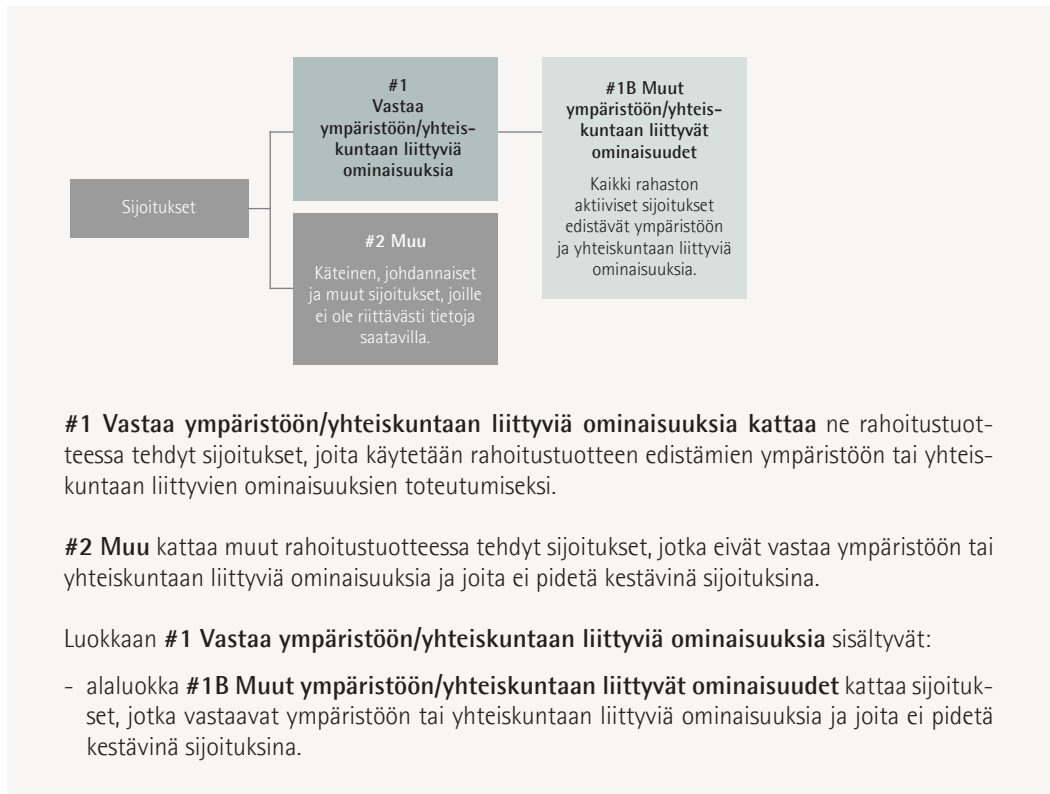 #1
Vastaa
ympäristöön/yhteis-
kuntaan liittyviä
ominaisuuksia
#1B Muut
ympäristöön/yhteis-
kuntaan liittyvät
ominaisuudet
Kaikki rahaston
aktiiviset sijoitukset
edistävät ympäristöön
ja yhteiskuntaan liittyviä
ominaisuuksia.
Sijoitukset
#2 Muu
Käteinen, johdannaiset
ja muut sijoitukset, joille
ei ole riittävästi tietoja
saatavilla.
#1 Vastaa ympäristöön/yhteiskuntaan liittyviä ominaisuuksia kattaa ne rahoitustuot-
teessa tehdyt sijoitukset, joita käytetään rahoitustuotteen edistämien ympäristöön tai yhteis-
kuntaan liittyvien ominaisuuksien toteutumiseksi.
#2 Muu kattaa muut rahoitustuotteessa tehdyt sijoitukset, jotka eivät vastaa ympäristöön tai
yhteiskuntaan liittyviä ominaisuuksia ja joita ei pidetä kestävinä sijoituksina.
Luokkaan #1 Vastaa ympäristöön/yhteiskuntaan liittyviä ominaisuuksia sisältyvät:
- alaluokka #1B Muut ympäristöön/yhteiskuntaan liittyvät ominaisuudet kattaa sijoituk-
set, jotka vastaavat ympäristöön tai yhteiskuntaan liittyviä ominaisuuksia ja joita ei pidetä
kestävinä sijoituksina.